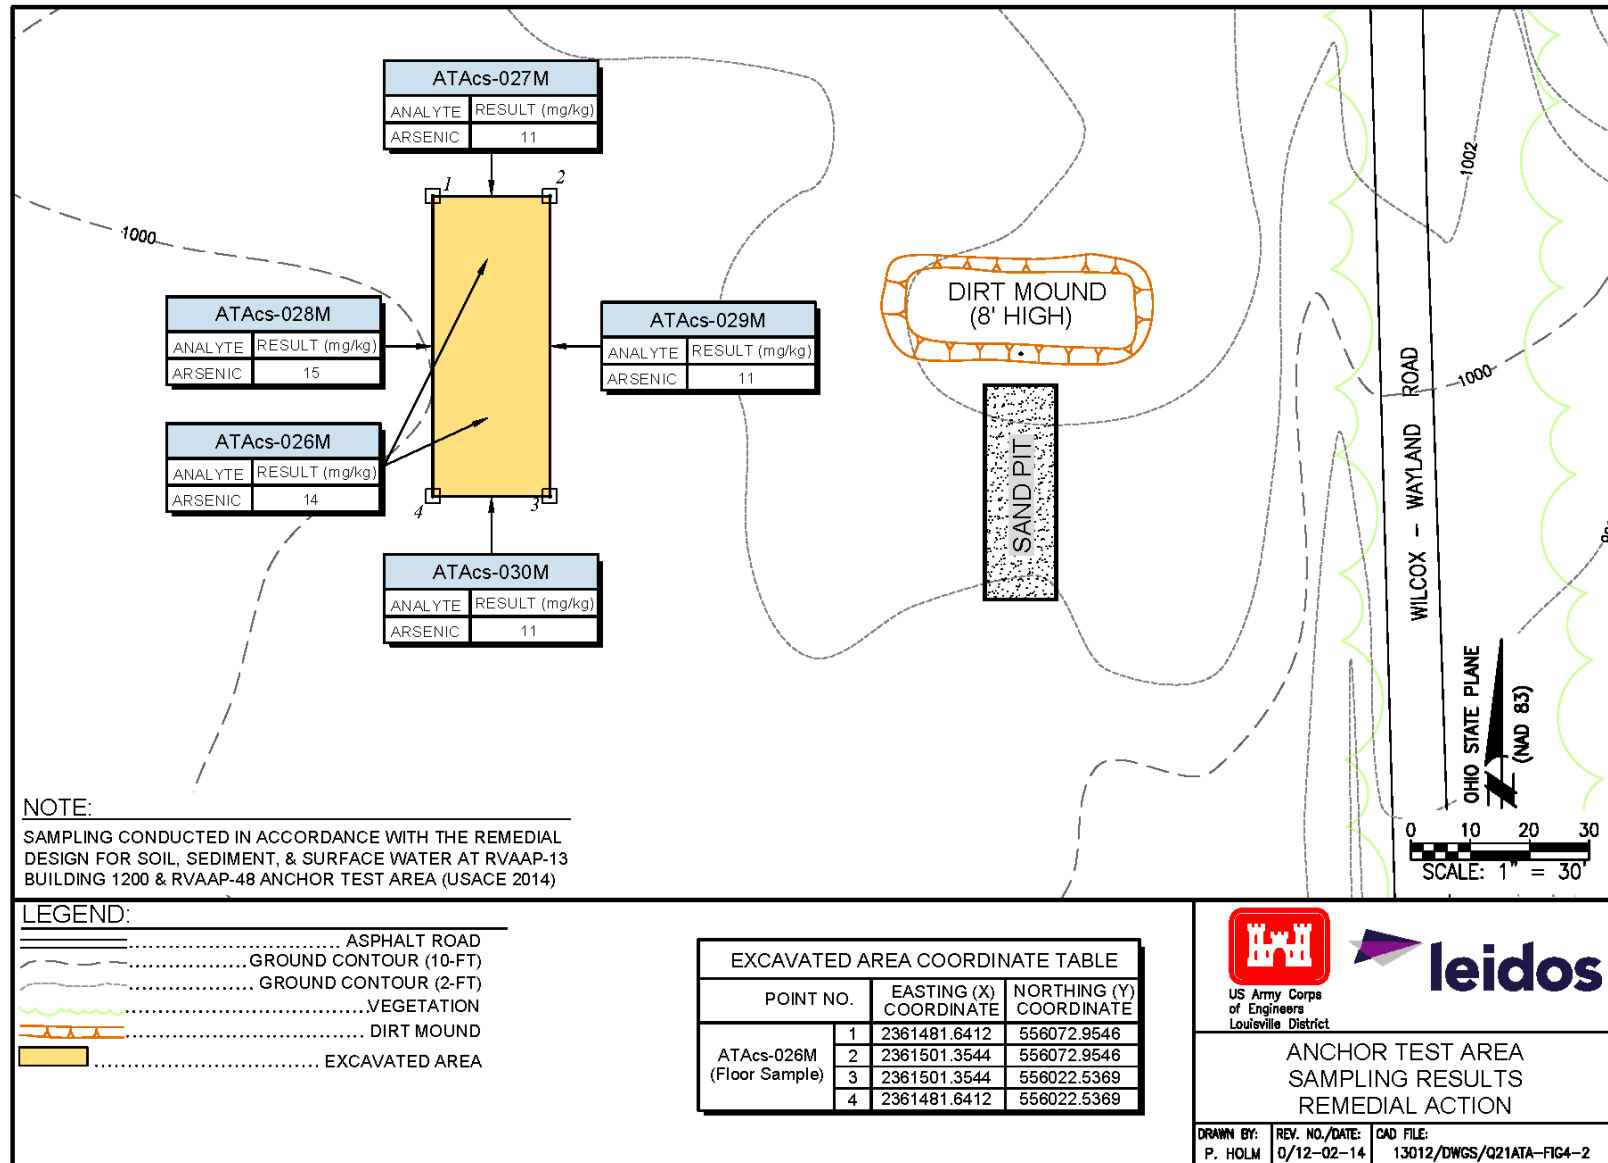 ATAcs-027M
ANALYTE RESULT (mg/kg)
ARSENIC 11
1 2
1000
1002
ATAcs-028M
ANALYTE RESULT (mg/kg)
ARSENIC 15
ATAcs-029M
ANALYTE RESULT (mg/kg)
ARSENIC 11
DIRT MOUND
(8' HIGH)
ATAcs-026M
ANALYTE RESULT (mg/kg)
ARSENIC 14
4 3
SAND PIT
1000
WILCOX - WAYLAND ROAD
ATAcs-030M
ANALYTE RESULT (mg/kg)
ARSENIC 11
OHIO STATE PLANE
(NAD 83)
0 10 20 30
SCALE: 1" = 30'
NOTE:
SAMPLING CONDUCTED IN ACCORDANCE WITH THE REMEDIAL
DESIGN FOR SOIL, SEDIMENT, & SURFACE WATER AT RVAAP-13
BUILDING 1200 & RVAAP-48 ANCHOR TEST AREA (USACE 2014)
LEGEND:
ASPHALT ROAD
GROUND CONTOUR (10-FT)
GROUND CONTOUR (2-FT)
VEGETATION
DIRT MOUND
EXCAVATED AREA
EXCAVATED AREA COORDINATE TABLE
POINT NO. EASTING (X) COORDINATE NORTHING (Y) COORDINATE
ATAcs-026M
(Floor Sample)
1 2361481.6412 556072.9546
2 2361501.3544 556072.9546
3 2361501.3544 556022.5369
4 2361481.6412 556022.5369
US Army Corps
of Engineers
Louisville District
leidos
ANCHOR TEST AREA
SAMPLING RESULTS
REMEDIAL ACTION
DRAWN BY: P. HOLM
REV. NO./DATE: 0/12-02-14
CAD FILE: 13012/DWGS/Q21ATA-FIG4-2